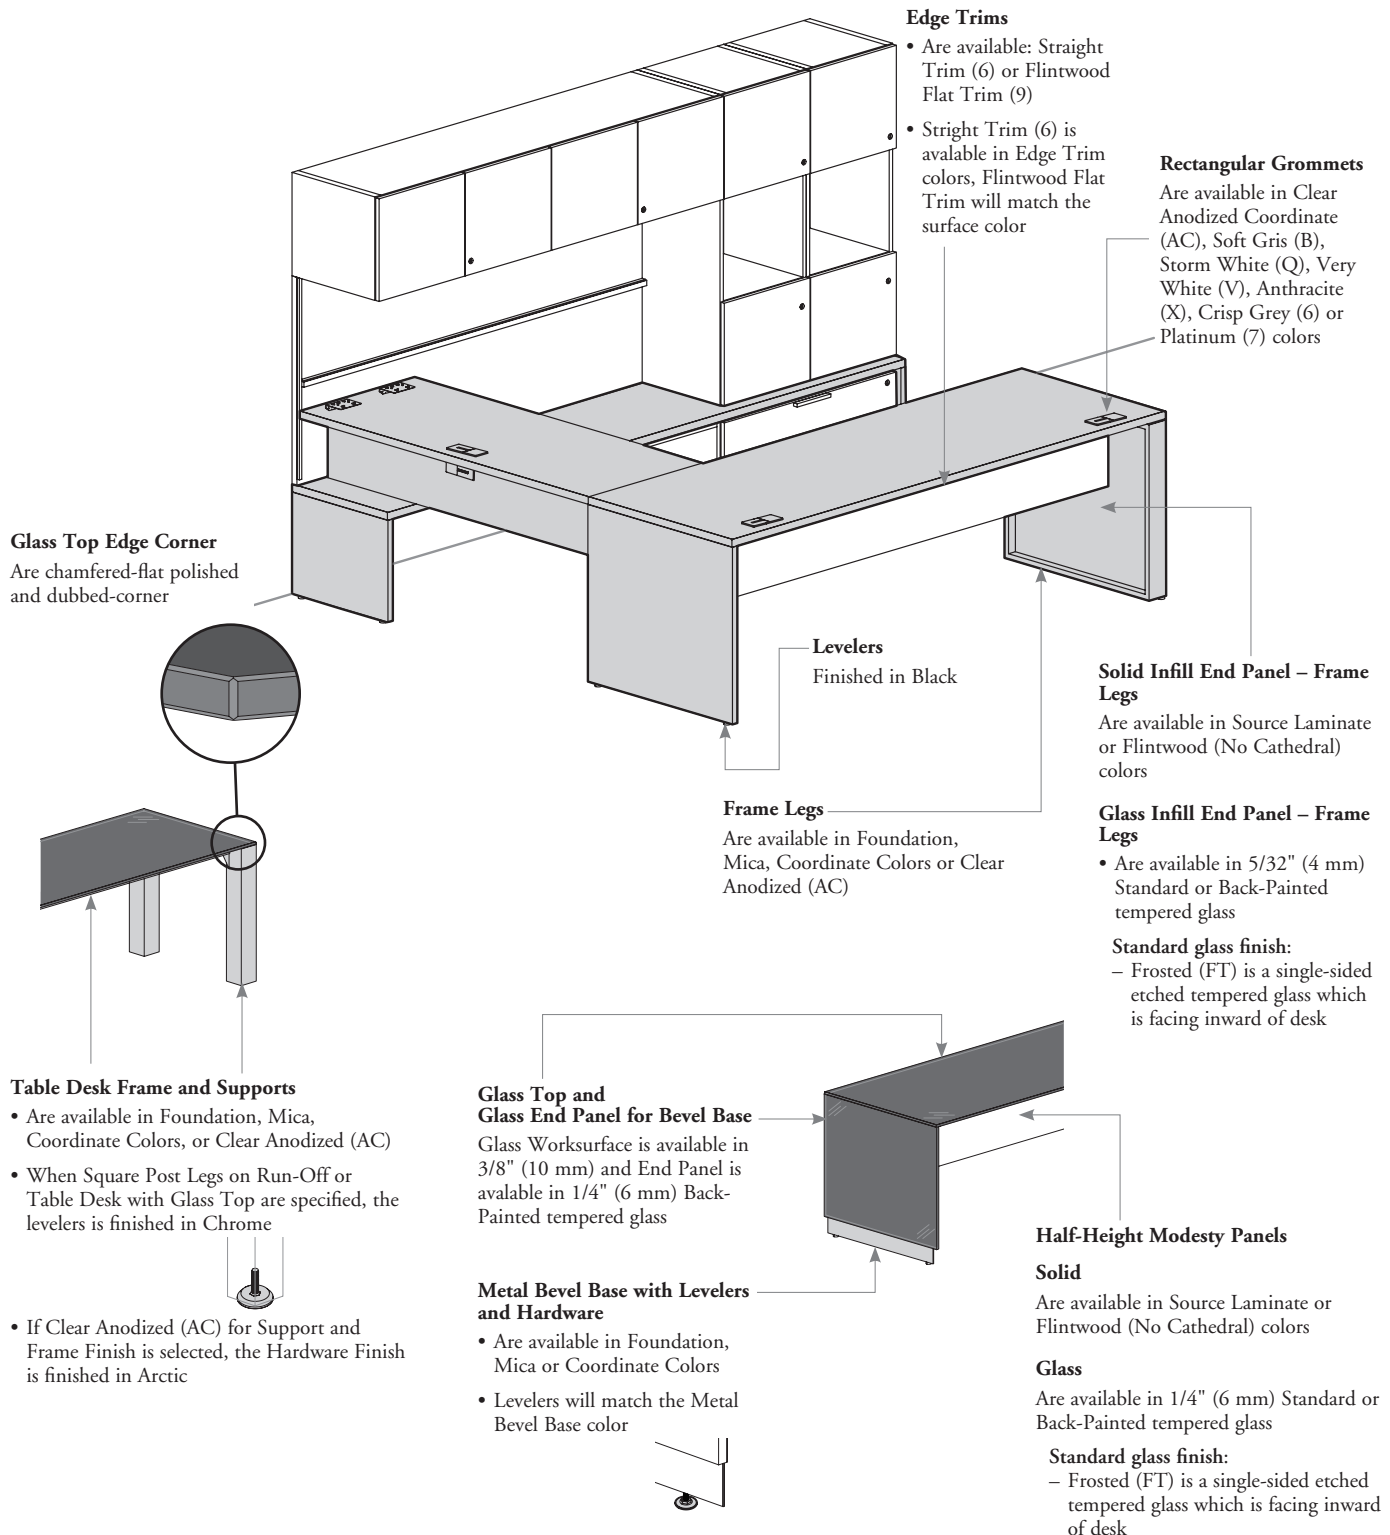 Edge Trims
• Are available: Straight
Trim (6) or Flintwood
Flat Trim (9)
• Stright Trim (6) is
avalable in Edge Trim
colors, Flintwood Flat
Trim will match the
surface color
Rectangular Grommets
Are available in Clear
Anodized Coordinate
(AC), Soft Gris (B),
Storm White (Q), Very
White (V), Anthracite
(X), Crisp Grey (6) or
Platinum (7) colors
Glass Top Edge Corner
Are chamfered-flat polished
and dubbed-corner
Levelers
Finished in Black
Solid Infill End Panel – Frame
Legs
Are available in Source Laminate
or Flintwood (No Cathedral)
colors
Frame Legs
Are available in Foundation,
Mica, Coordinate Colors or Clear
Anodized (AC)
Glass Infill End Panel – Frame
Legs
• Are available in 5/32" (4 mm)
Standard or Back-Painted
tempered glass
Standard glass finish:
– Frosted (FT) is a single-sided
etched tempered glass which
is facing inward of desk
Table Desk Frame and Supports
• Are available in Foundation, Mica,
Coordinate Colors, or Clear Anodized (AC)
• When Square Post Legs on Run-Off or
Table Desk with Glass Top are specified, the
levelers is finished in Chrome
• If Clear Anodized (AC) for Support and
Frame Finish is selected, the Hardware Finish
is finished in Arctic
Glass Top and
Glass End Panel for Bevel Base
Glass Worksurface is available in
3/8" (10 mm) and End Panel is
avalable in 1/4" (6 mm) Back-
Painted tempered glass
Metal Bevel Base with Levelers
and Hardware
• Are available in Foundation,
Mica or Coordinate Colors
• Levelers will match the Metal
Bevel Base color
Half-Height Modesty Panels
Solid
Are available in Source Laminate or
Flintwood (No Cathedral) colors
Glass
Are available in 1/4" (6 mm) Standard or
Back-Painted tempered glass
Standard glass finish:
– Frosted (FT) is a single-sided etched
tempered glass which is facing inward
of desk